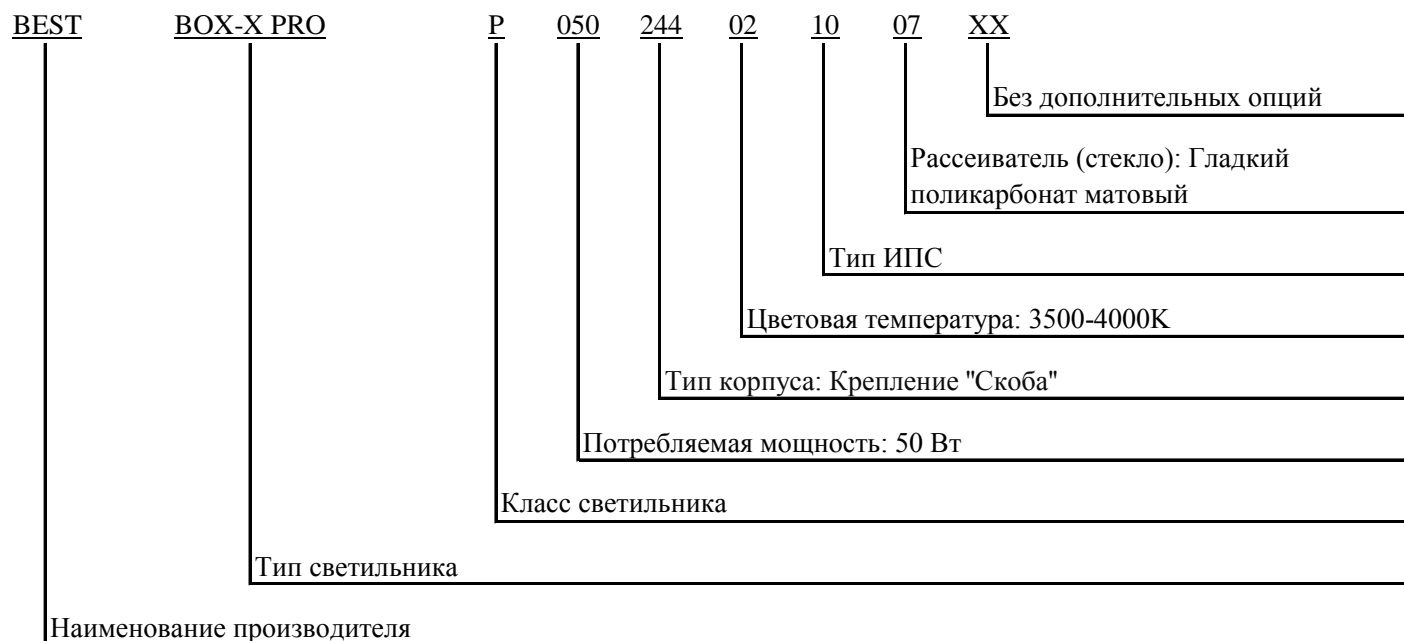 BEST BOX-X PRO P 050 244 02 10 07 XX
Без дополнительных опций
Рассеиватель (стекло): Гладкий
поликарбонат матовый
Тип ИПС
Цветовая температура: 3500-4000K
Тип корпуса: Крепление "Скоба"
Потребляемая мощность: 50 Вт
Класс светильника
Тип светильника
Наименование производителя